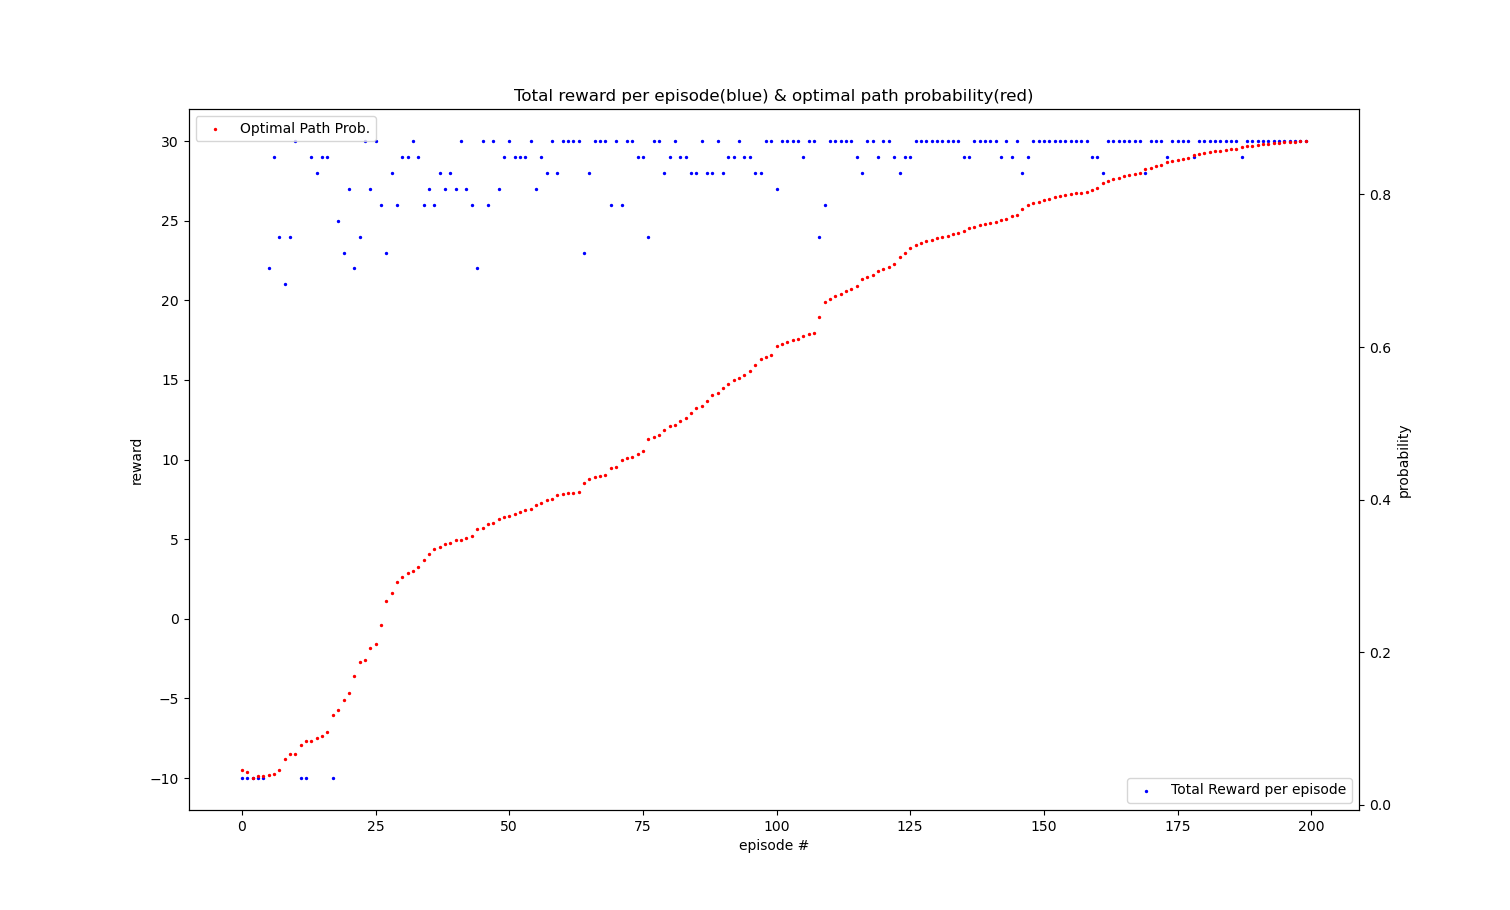 Total reward per episode(blue) & optimal path probability(red)
Optimal Path Prob.
30
25
20
15
10
5
0
−5
−10
reward
0.8
0.6
0.4
0.2
0.0
probability
Total Reward per episode
0 25 50 75 100 125 150 175 200
episode #